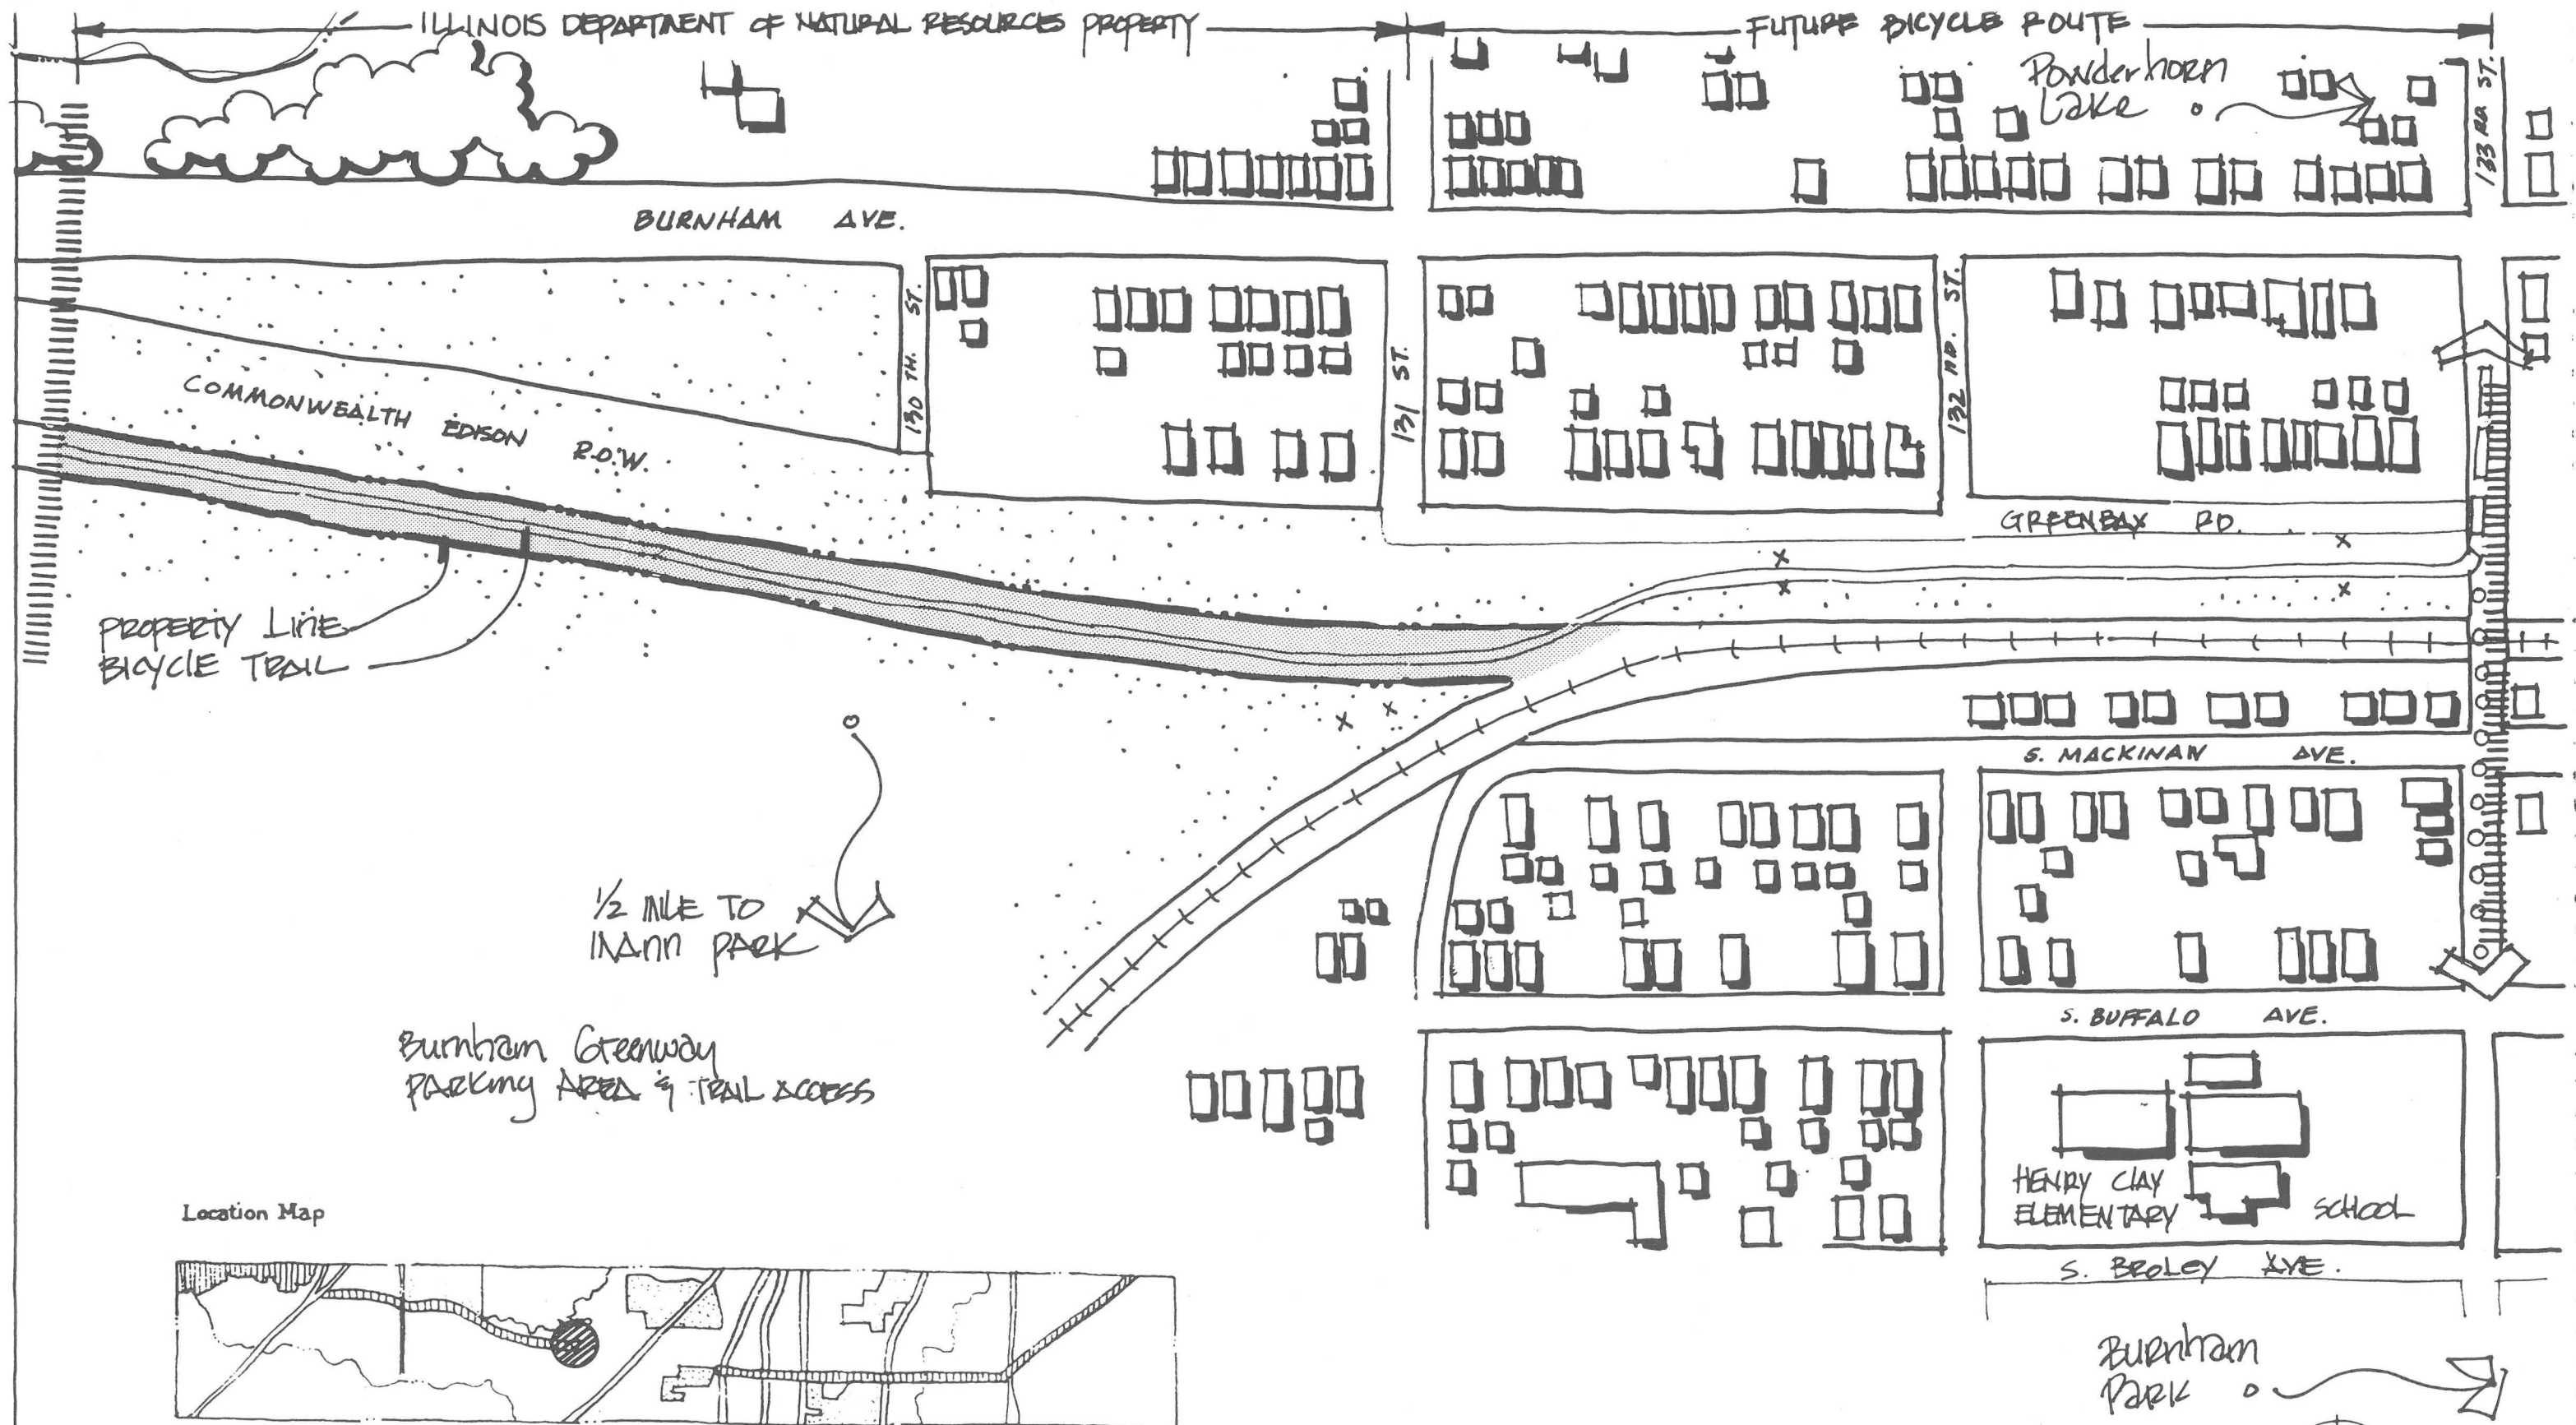 ILLINOIS DEPARTMENT OF NATURAL RESOURCES PROPERTY
FUTURE BICYCLE ROUTE
Powderhorn
Lake
133 RD ST.
BURNHAM AVE.
130 TH. ST.
131 ST.
132 ND. ST.
COMMONWEALTH EDISON R.O.W.
GREENBAY RD.
PROPERTY LINE
BICYCLE TRAIL
S. MACKINAW AVE.
1/2 MILE TO
MANN PARK
S. BUFFALO AVE.
Burnham Greenway
PARKING AREA & TRAIL ACCESS
HENRY CLAY
ELEMENTARY SCHOOL
Location Map
S. BROLEY AVE.
Burnham
Park